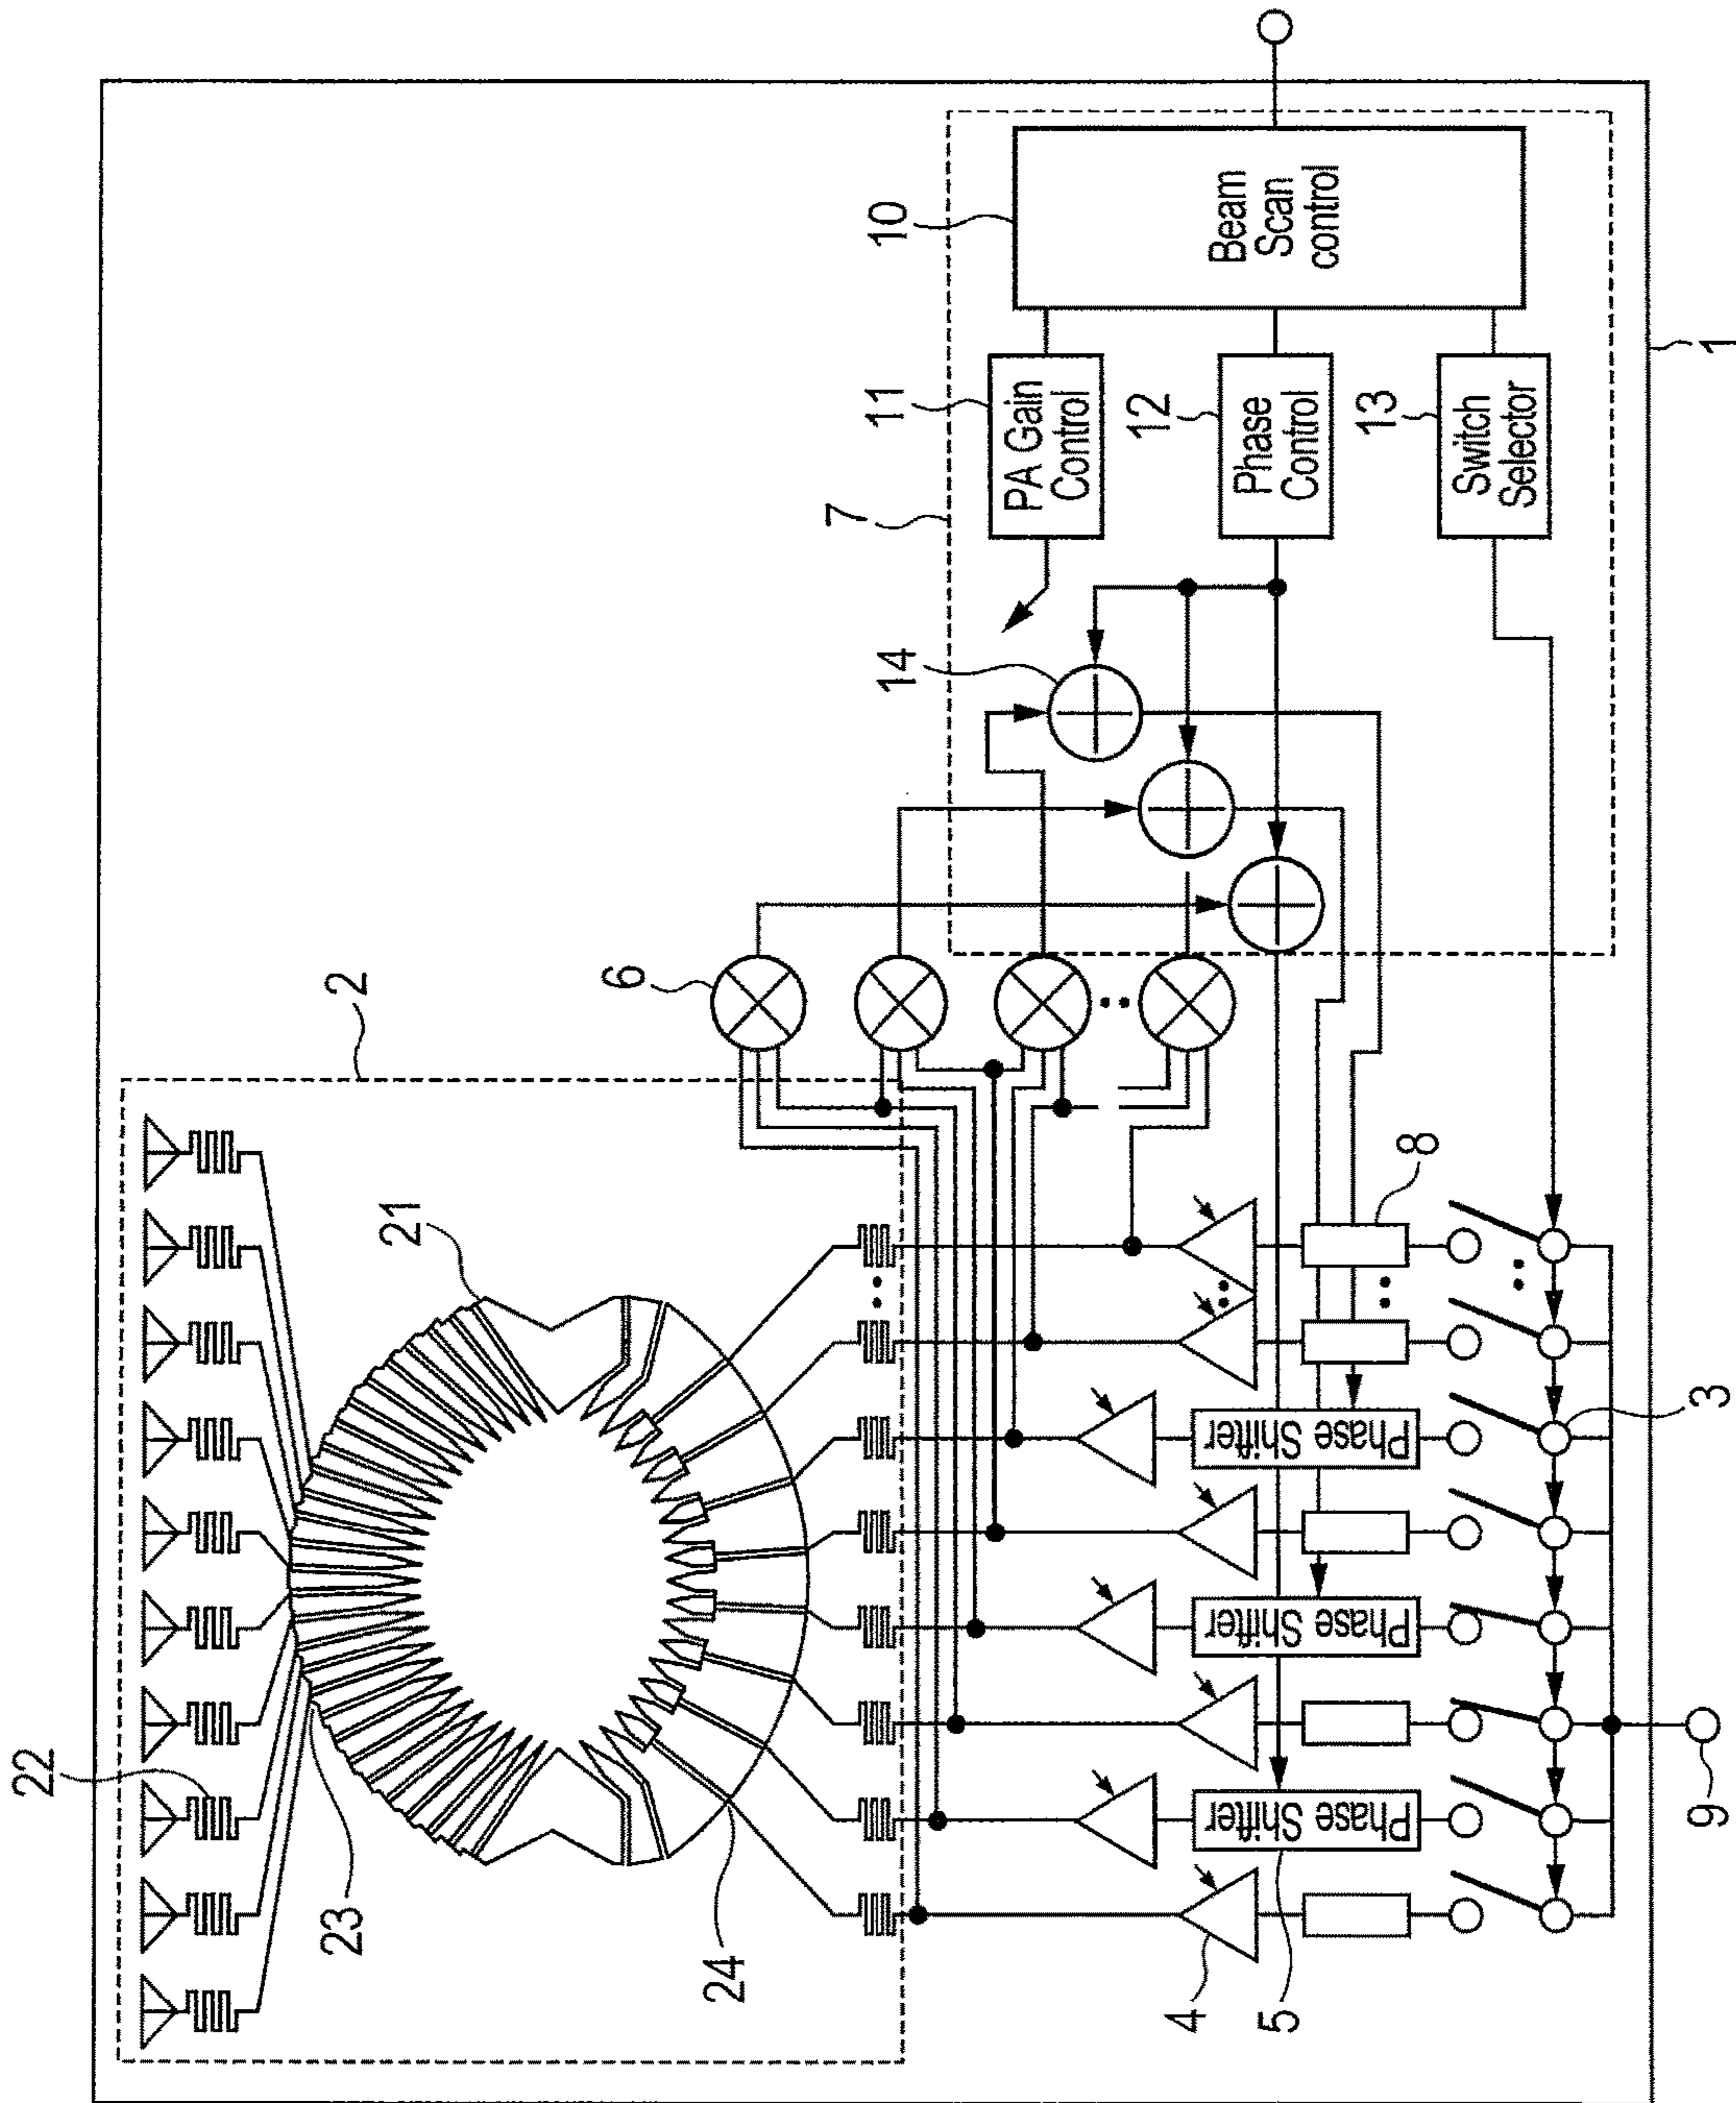 1
2
21
22
23
24
6
7
10
Beam
Scan
control
11
PA Gain
Control
12
Phase
Control
13
Switch
Selector
14
8
3
Phase Shifter
Phase Shifter
Phase Shifter
4
5
9